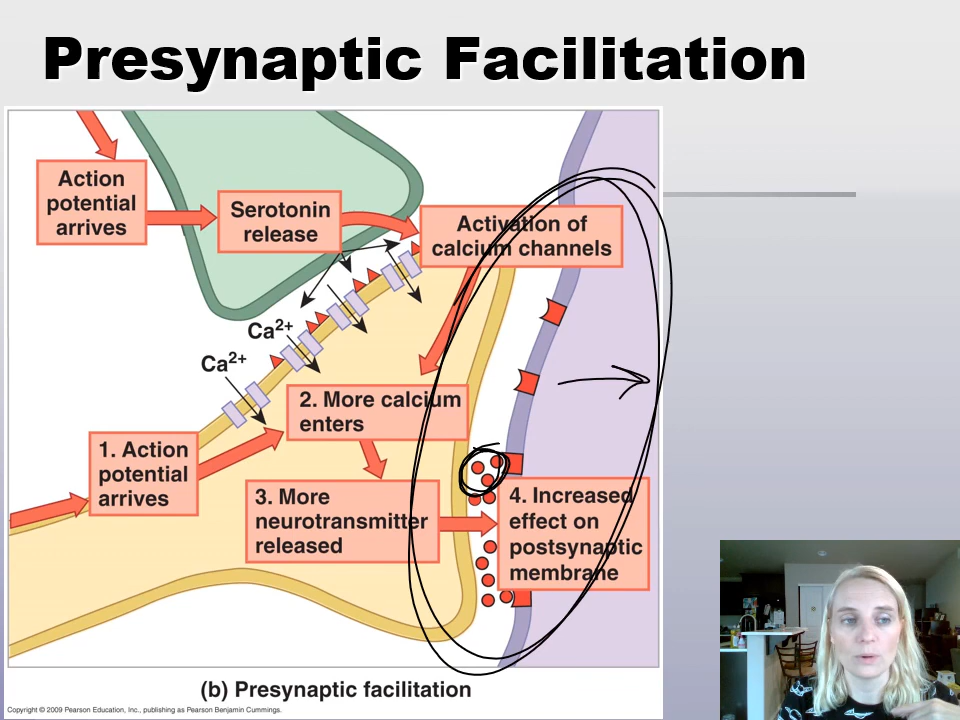 Presynaptic Facilitation
Action
potential
arrives
Serotonin
release
Activation of
calcium channels
Ca2+
Ca2+
2. More calcium
enters
1. Action
potential
arrives
3. More
neurotransmitter
released
4. Increased
effect on
postsynaptic
membrane
(b) Presynaptic facilitation
Copyright © 2009 Pearson Education, Inc., publishing as Pearson Benjamin Cummings.